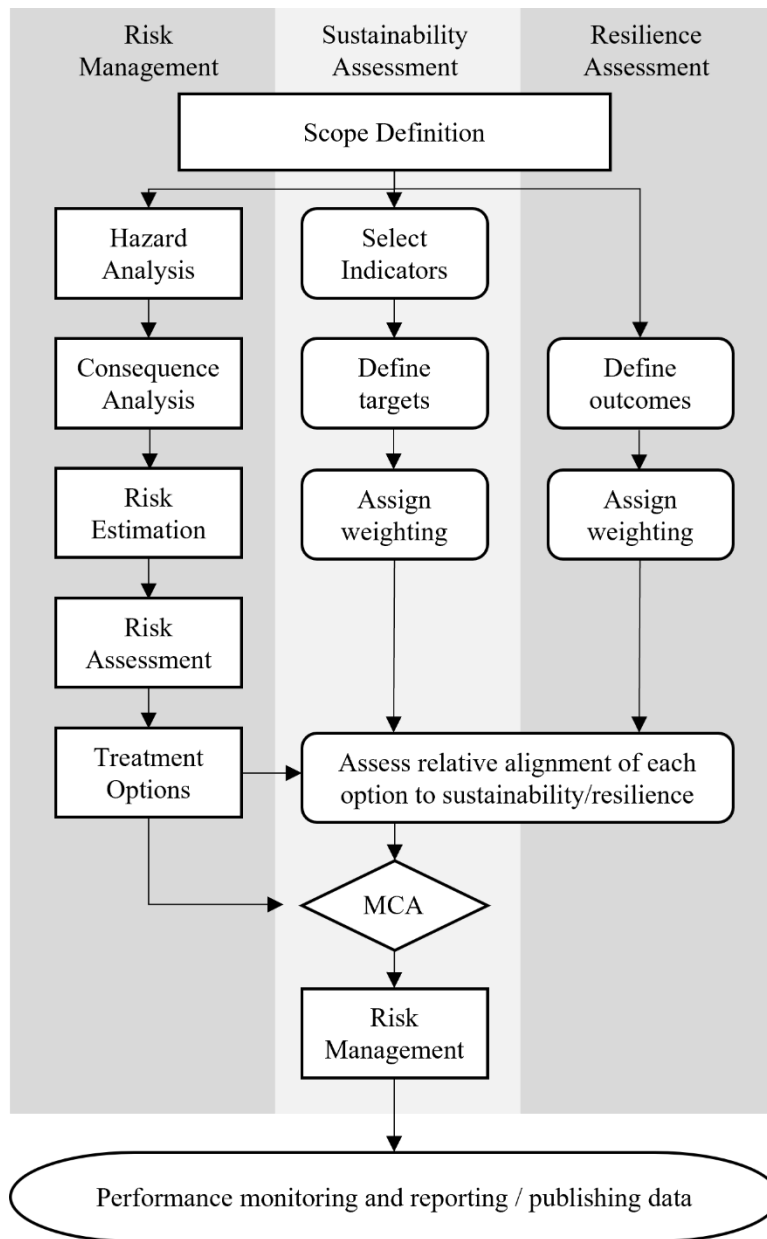 Risk
Management
Sustainability
Assessment
Resilience
Assessment
Scope Definition
Hazard
Analysis
Select
Indicators
Consequence
Analysis
Define
targets
Define
outcomes
Risk
Estimation
Assign
weighting
Assign
weighting
Risk
Assessment
Treatment
Options
Assess relative alignment of each
option to sustainability/resilience
MCA
Risk
Management
Performance monitoring and reporting / publishing data